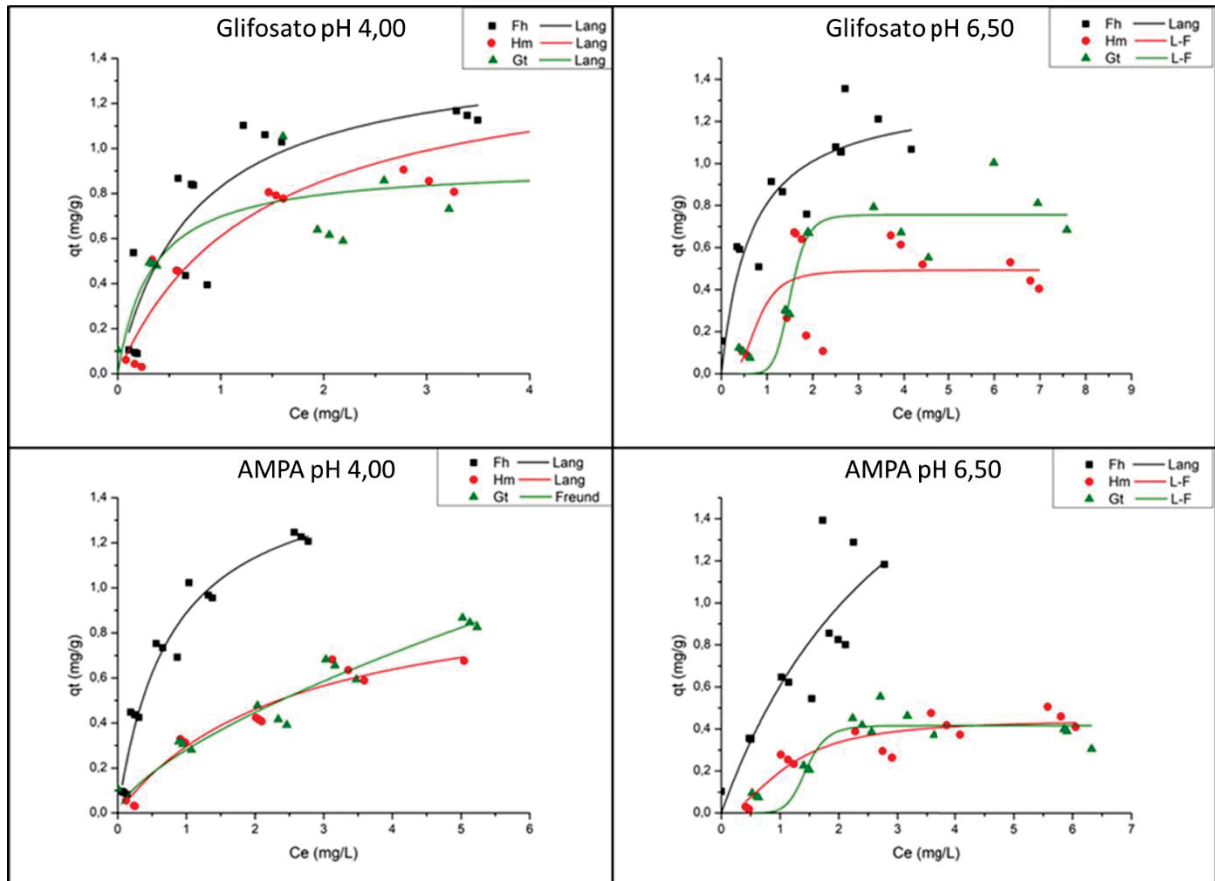 Glifosato pH 4,00
Fh Lang
Hm Lang
Gt Lang
1,4
1,2
1,0
0,8
0,6
0,4
0,2
0,0
qt (mg/g)
0 1 2 3 4
Ce (mg/L)
Glifosato pH 6,50
Fh Lang
Hm L-F
Gt L-F
1,4
1,2
1,0
0,8
0,6
0,4
0,2
0,0
qt (mg/g)
0 1 2 3 4 5 6 7 8 9
Ce (mg/L)
AMPA pH 4,00
Fh Lang
Hm Lang
Gt Freund
1,4
1,2
1,0
0,8
0,6
0,4
0,2
0,0
qt (mg/g)
0 1 2 3 4 5 6
Ce (mg/L)
AMPA pH 6,50
Fh Lang
Hm L-F
Gt L-F
1,4
1,2
1,0
0,8
0,6
0,4
0,2
0,0
qt (mg/g)
0 1 2 3 4 5 6 7
Ce (mg/L)